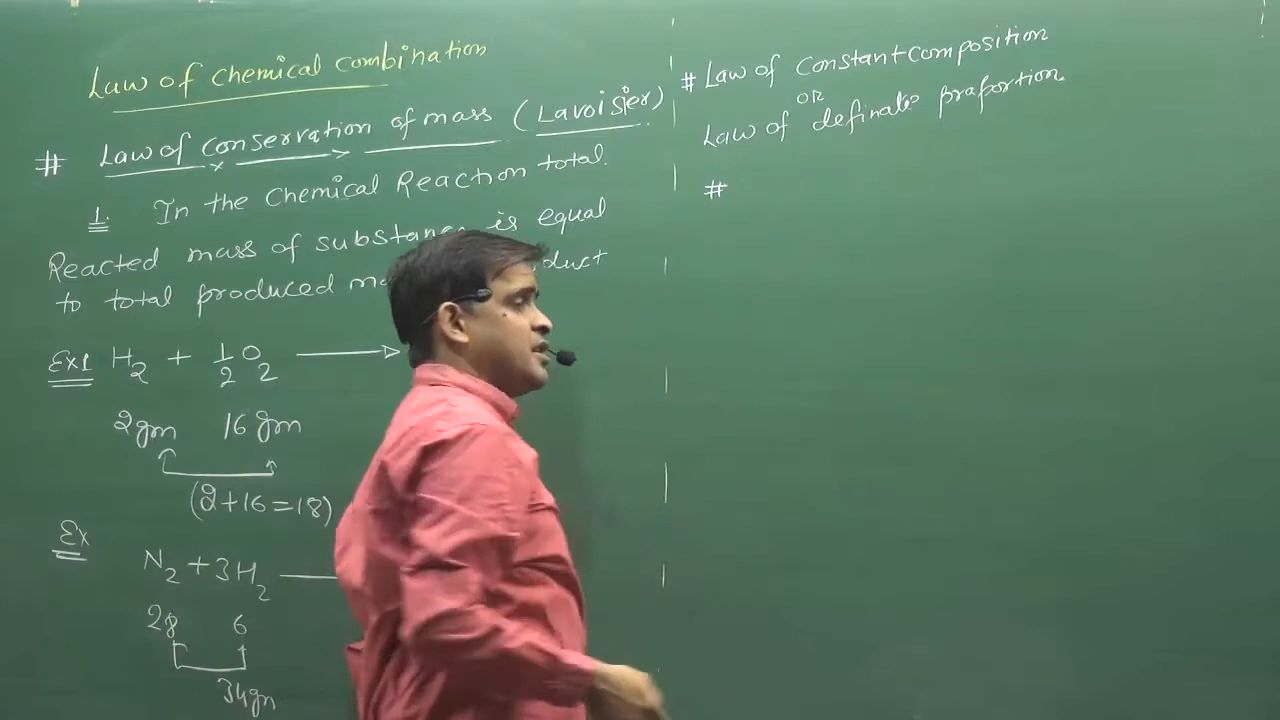 Law of chemical combination
# Law of conservation of mass (Lavoisier)
1. In the Chemical Reaction total.
Reacted mass of substance is equal
to total produced
Ex1 H₂ + 1/2 O₂ ⟶
2gm 16gm
(2+16=18)
Ex
N₂ + 3H₂
28 6
34gm
# Law of constant composition
OR
Law of definate praportion
#